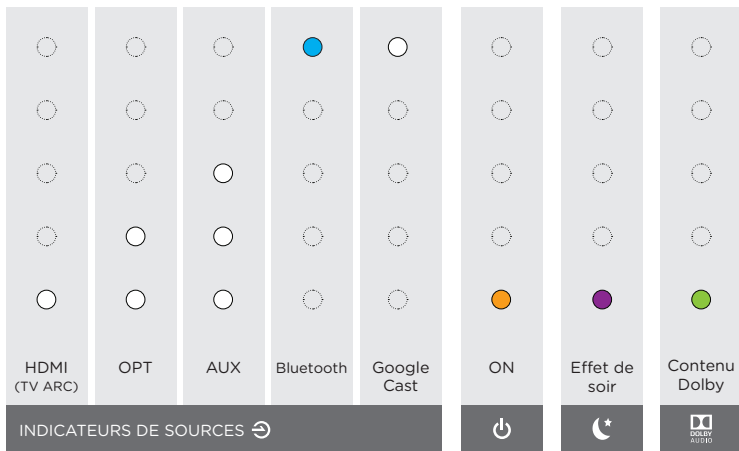 HDMI
(TV ARC)
OPT
AUX
Bluetooth
Google
Cast
ON
Effet de
soir
Contenu
Dolby
INDICATEURS DE SOURCES
DOLBY
AUDIO